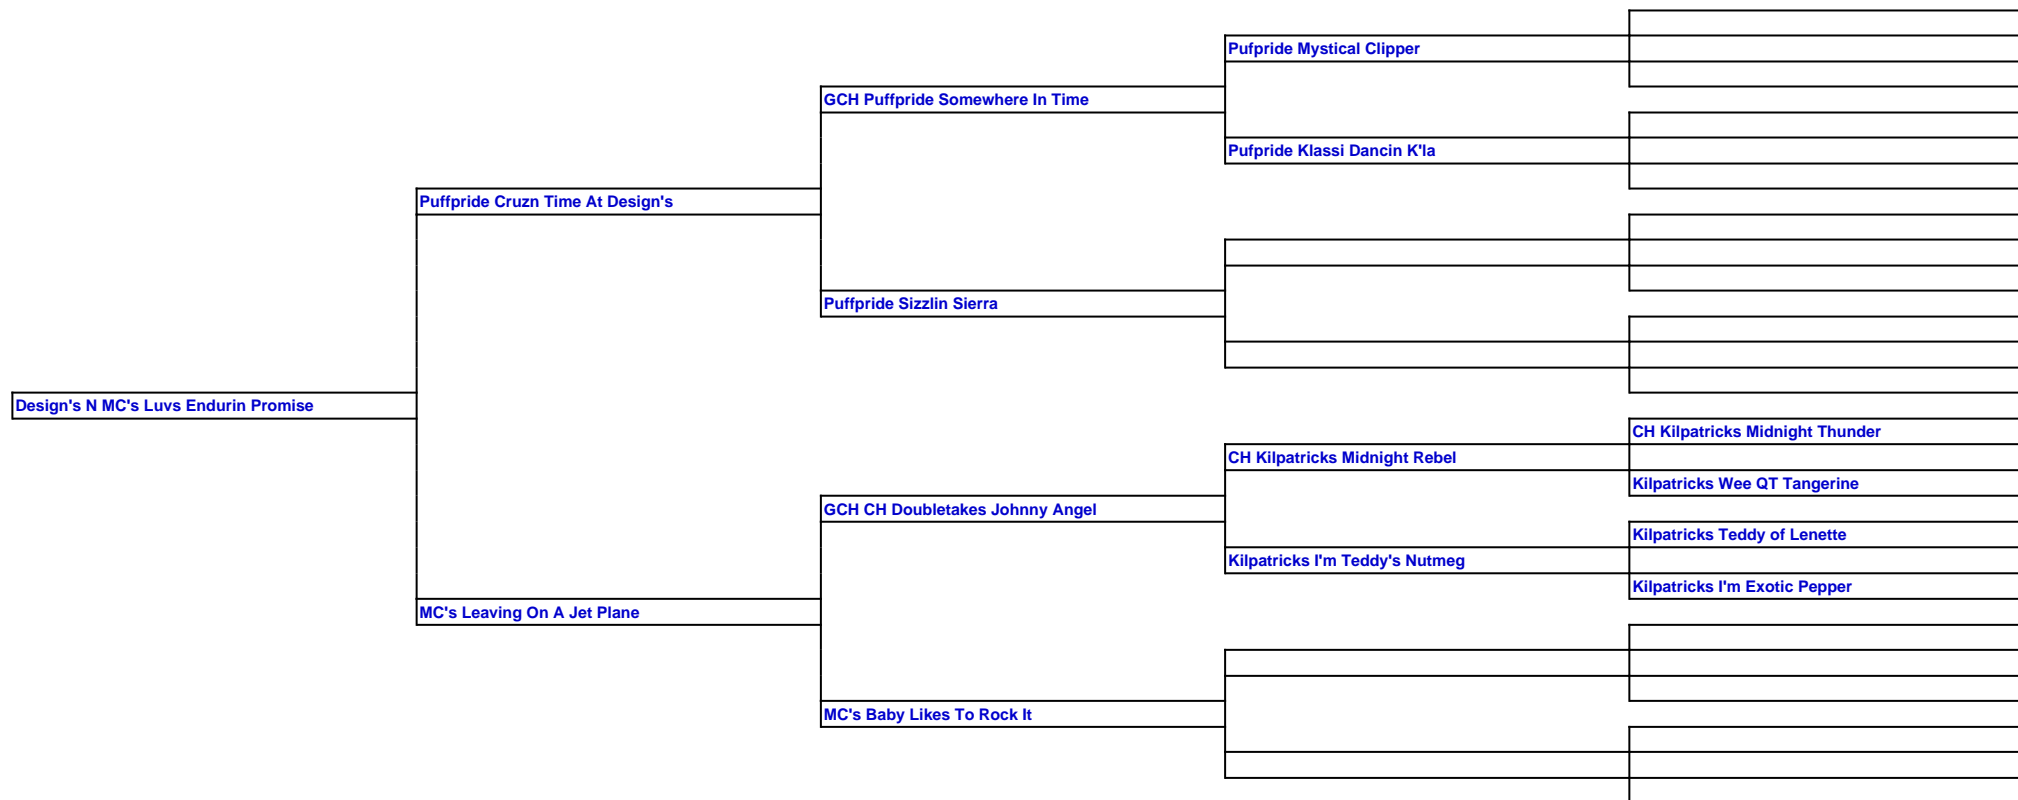 Pufpride Mystical Clipper
GCH Puffpride Somewhere In Time
Pufpride Klassi Dancin K'la
Puffpride Cruzn Time At Design's
Puffpride Sizzlin Sierra
Design's N MC's Luvs Endurin Promise
CH Kilpatricks Midnight Thunder
CH Kilpatricks Midnight Rebel
Kilpatricks Wee QT Tangerine
GCH CH Doubletakes Johnny Angel
Kilpatricks Teddy of Lenette
Kilpatricks I'm Teddy's Nutmeg
Kilpatricks I'm Exotic Pepper
MC's Leaving On A Jet Plane
MC's Baby Likes To Rock It